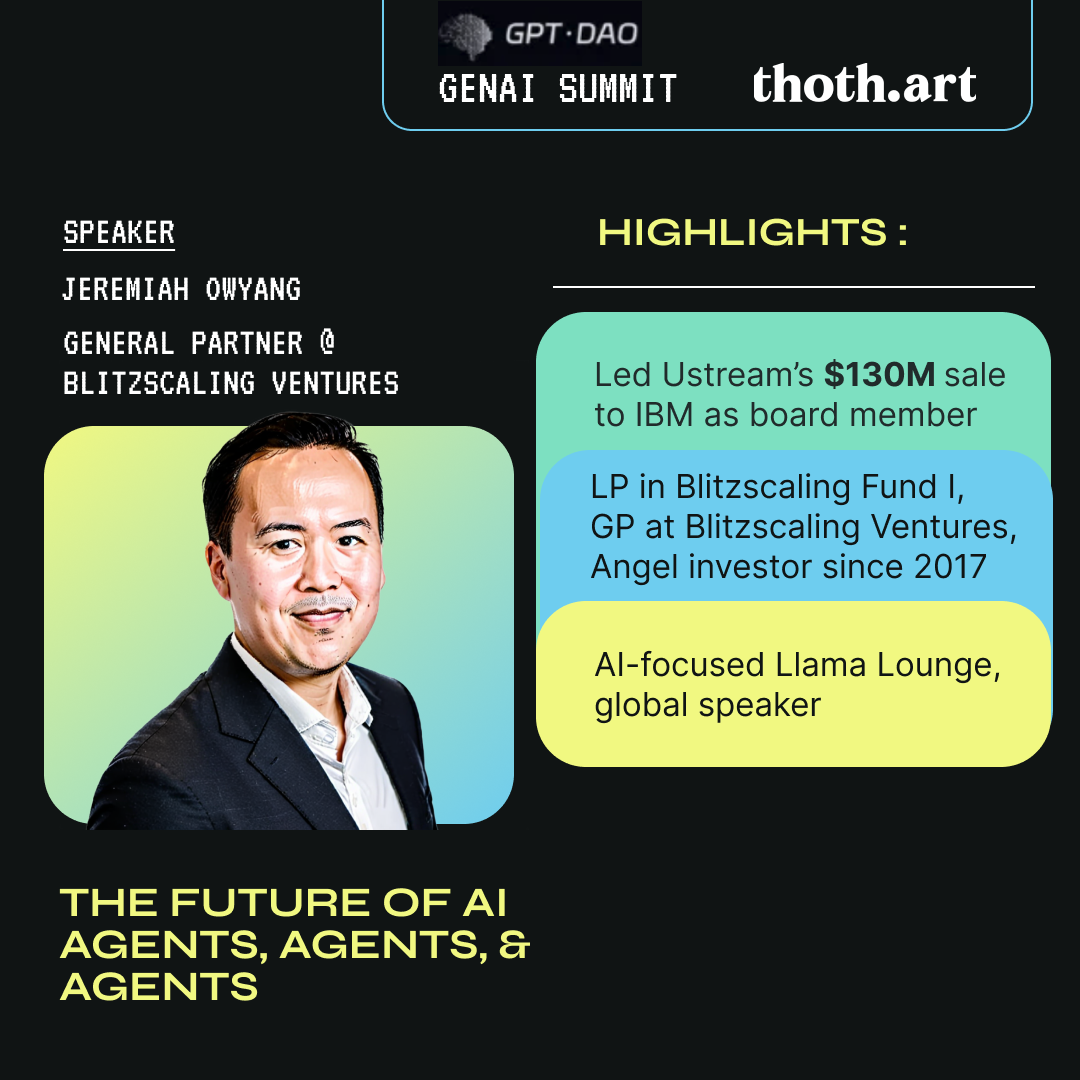 GPT·DAO
GENAI SUMMIT
thoth.art
SPEAKER
JEREMIAH OWYANG
GENERAL PARTNER @
BLITZSCALING VENTURES
HIGHLIGHTS :
Led Ustream’s $130M sale
to IBM as board member
LP in Blitzscaling Fund I,
GP at Blitzscaling Ventures,
Angel investor since 2017
AI-focused Llama Lounge,
global speaker
THE FUTURE OF AI
AGENTS, AGENTS, &
AGENTS